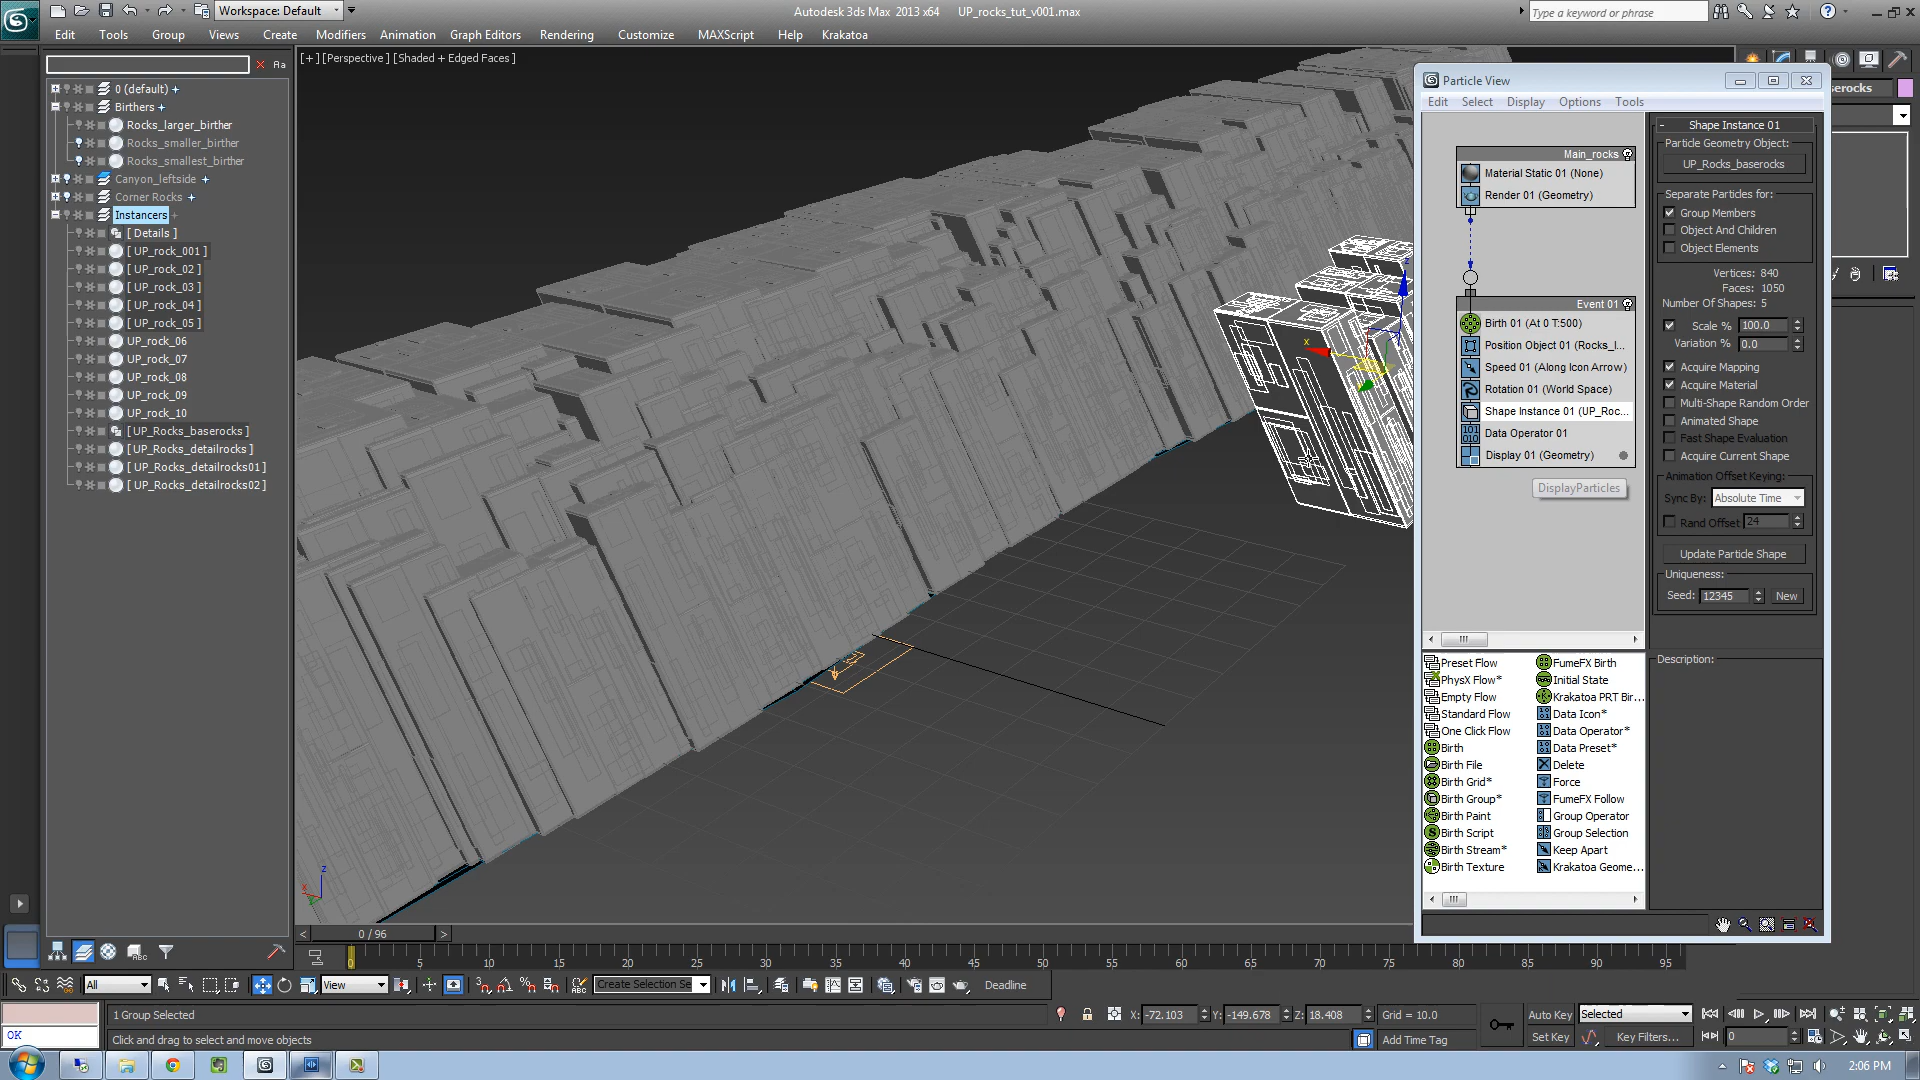 Workspace: Default
Autodesk 3ds Max  2013 x64
UP_rocks_tut_v001.max
Type a keyword or phrase
Edit
Tools
Group
Views
Create
Modifiers
Animation
Graph Editors
Rendering
Customize
MAXScript
Help
Krakatoa
Aa
0 (default)
Birthers
Rocks_larger_birther
Rocks_smaller_birther
Rocks_smallest_birther
Canyon_leftside
Corner Rocks
Instancers
[ Details ]
[ UP_rock_001 ]
[ UP_rock_02 ]
[ UP_rock_03 ]
[ UP_rock_04 ]
[ UP_rock_05 ]
UP_rock_06
UP_rock_07
UP_rock_08
UP_rock_09
UP_rock_10
[ UP_Rocks_baserocks ]
[ UP_Rocks_detailrocks ]
[ UP_Rocks_detailrocks01 ]
[ UP_Rocks_detailrocks02 ]
[ + ] [ Perspective ] [ Shaded + Edged Faces ]
x
z
Particle View
Edit
Select
Display
Options
Tools
Main_rocks
Material Static 01 (None)
Render 01 (Geometry)
Event 01
Birth 01 (At 0 T:500)
Position Object 01 (Rocks_l...
Speed 01 (Along Icon Arrow)
Rotation 01 (World Space)
Shape Instance 01 (UP_Roc...
Data Operator 01
Display 01 (Geometry)
DisplayParticles
Shape Instance 01
Particle Geometry Object:
UP_Rocks_baserocks
Separate Particles for:
Group Members
Object And Children
Object Elements
Vertices: 840
Faces: 1050
Number Of Shapes: 5
Scale % 100.0
Variation % 0.0
Acquire Mapping
Acquire Material
Multi-Shape Random Order
Animated Shape
Fast Shape Evaluation
Acquire Current Shape
Animation Offset Keying:
Sync By: Absolute Time
Rand Offset 24
Update Particle Shape
Uniqueness:
Seed: 12345 New
Description:
Preset Flow
PhysX Flow*
Empty Flow
Standard Flow
One Click Flow
Birth
Birth File
Birth Grid*
Birth Group*
Birth Paint
Birth Script
Birth Stream*
Birth Texture
FumeFX Birth
Initial State
Krakatoa PRT Bir...
Data Icon*
Data Operator*
Data Preset*
Delete
Force
FumeFX Follow
Group Operator
Group Selection
Keep Apart
Krakatoa Geome...
serocks
0 / 96
0 5 10 15 20 25 30 35 40 45 50 55 60 65 70 75 80 85 90 95
All
View
Create Selection Se
Deadline
1 Group Selected
X: -72.103
Y: -149.678
Z: 18.408
Grid = 10.0
Auto Key
Selected
OK
Click and drag to select and move objects
Add Time Tag
Set Key
Key Filters...
0
2:06 PM